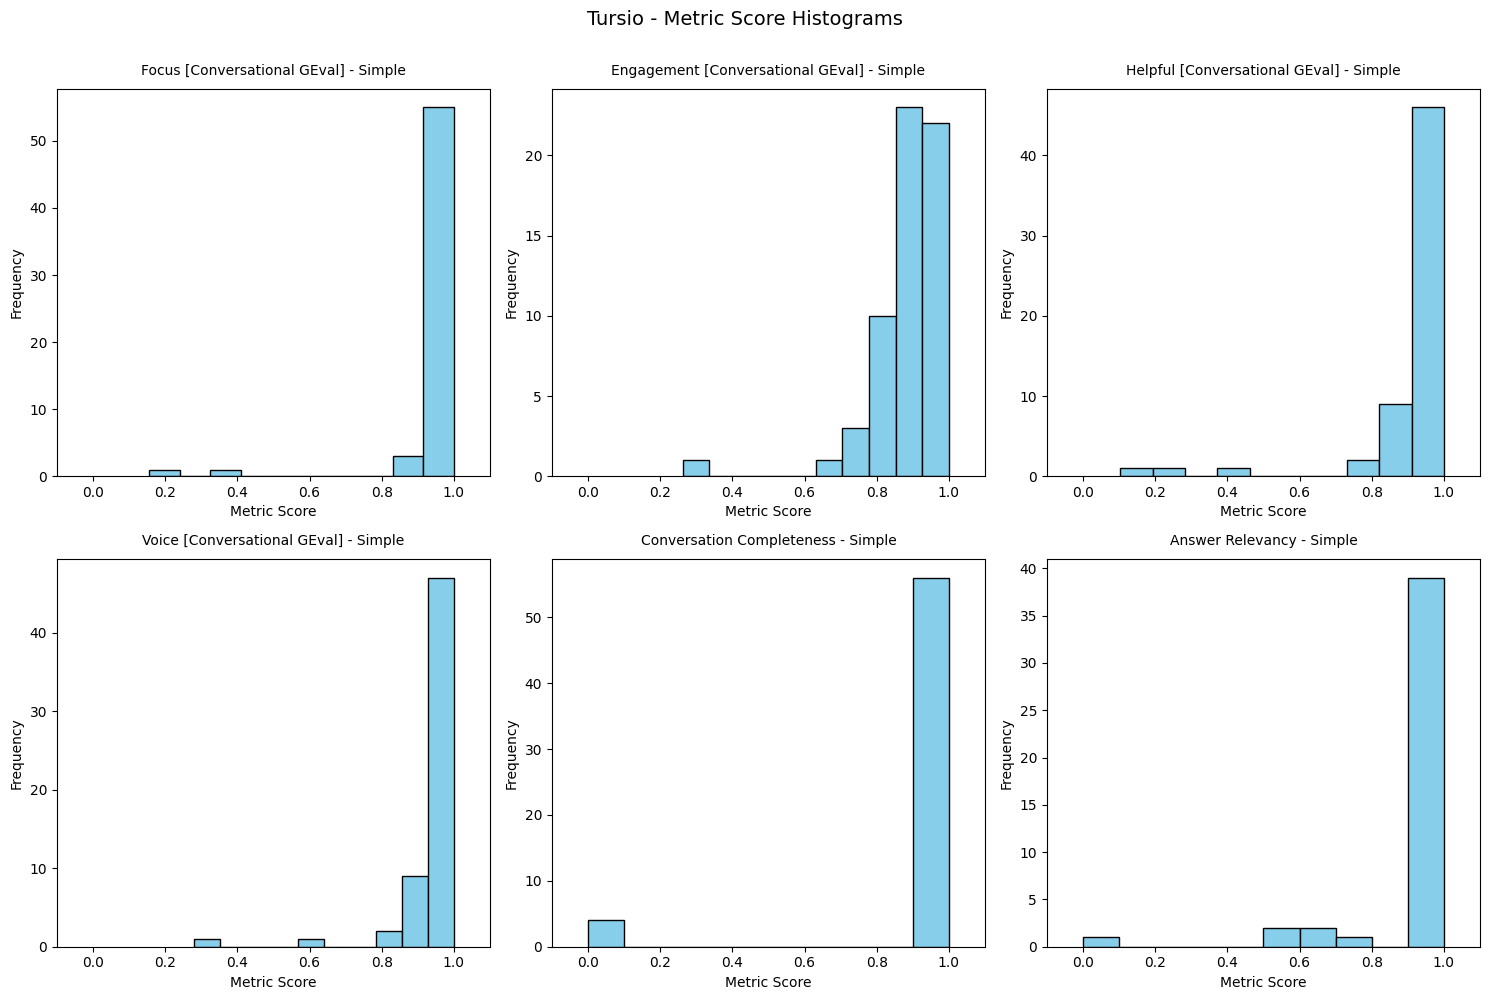 Tursio - Metric Score Histograms
Focus [Conversational GEval] - Simple
Frequency
50
40
30
20
10
0
0.0 0.2 0.4 0.6 0.8 1.0
Metric Score
Engagement [Conversational GEval] - Simple
Frequency
20
15
10
5
0
0.0 0.2 0.4 0.6 0.8 1.0
Metric Score
Helpful [Conversational GEval] - Simple
Frequency
40
30
20
10
0
0.0 0.2 0.4 0.6 0.8 1.0
Metric Score
Voice [Conversational GEval] - Simple
Frequency
40
30
20
10
0
0.0 0.2 0.4 0.6 0.8 1.0
Metric Score
Conversation Completeness - Simple
Frequency
50
40
30
20
10
0
0.0 0.2 0.4 0.6 0.8 1.0
Metric Score
Answer Relevancy - Simple
Frequency
40
35
30
25
20
15
10
5
0
0.0 0.2 0.4 0.6 0.8 1.0
Metric Score